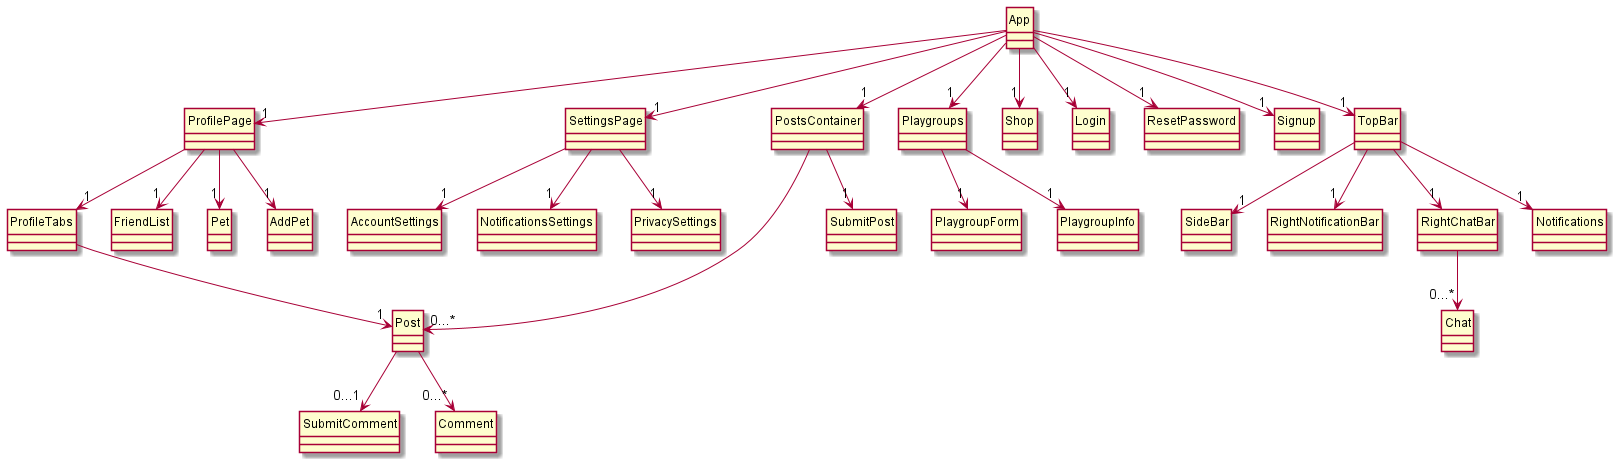 App
1 1 1 1 1 1 1 1 1
ProfilePage SettingsPage PostsContainer Playgroups Shop Login ResetPassword Signup TopBar
1 1 1 1 1 1 1 1 1 1 1 1 1 1
ProfileTabs FriendList Pet AddPet AccountSettings NotificationsSettings PrivacySettings SubmitPost PlaygroupForm PlaygroupInfo SideBar RightNotificationBar RightChatBar Notifications
1 0...* 0...*
Post Chat
0...1 0...*
SubmitComment Comment